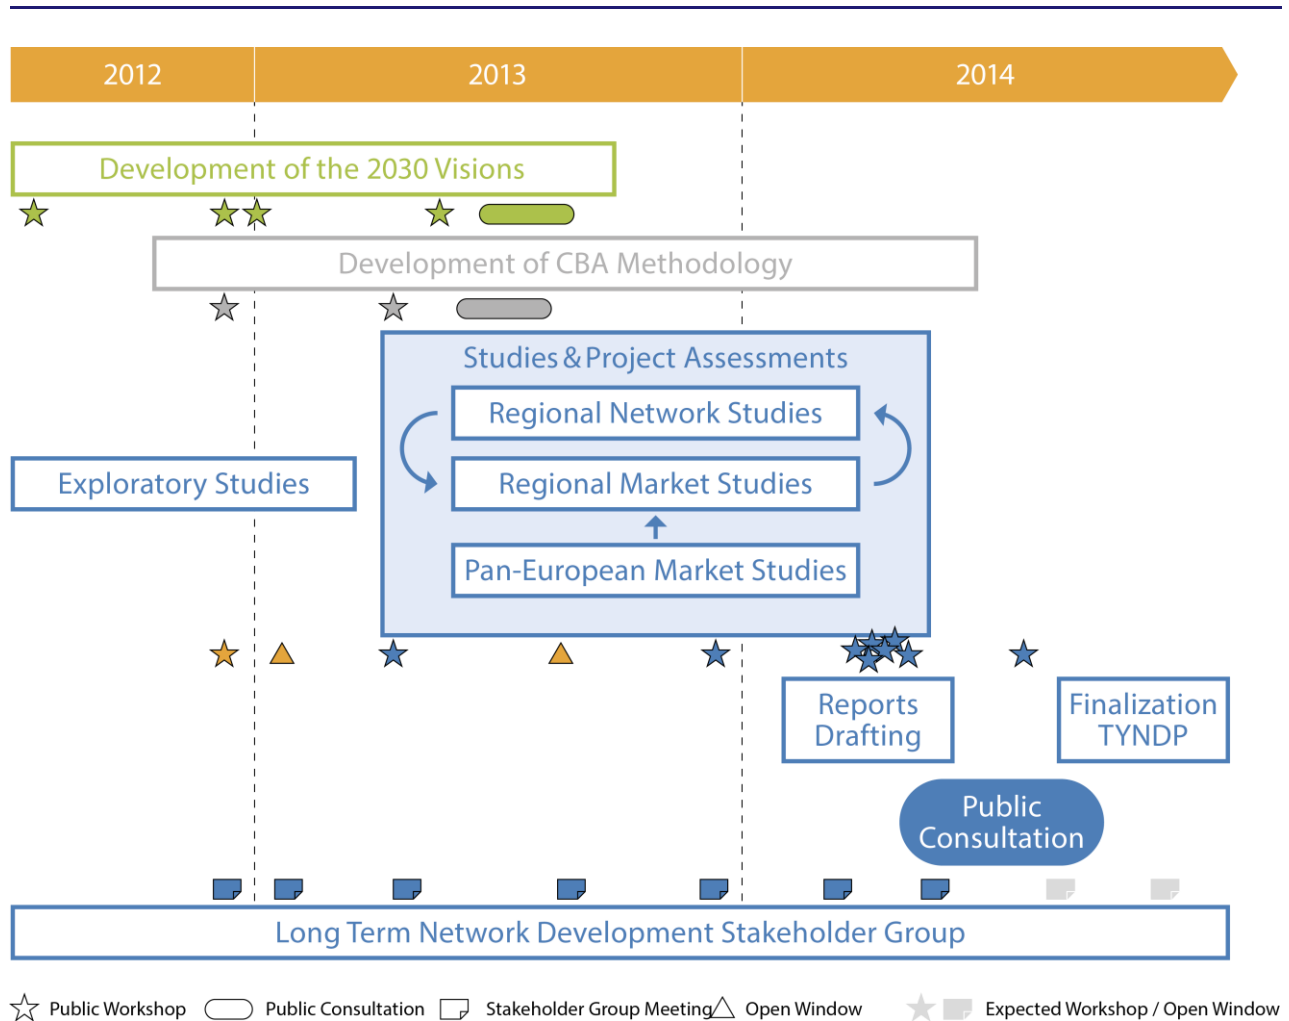 2012 2013 2014
Development of the 2030 Visions
Development of CBA Methodology
Studies & Project Assessments
Regional Network Studies
Exploratory Studies
Regional Market Studies
Pan-European Market Studies
Reports
Drafting
Finalization
TYNDP
Public
Consultation
Long Term Network Development Stakeholder Group
Public Workshop Public Consultation Stakeholder Group Meeting Open Window Expected Workshop / Open Window